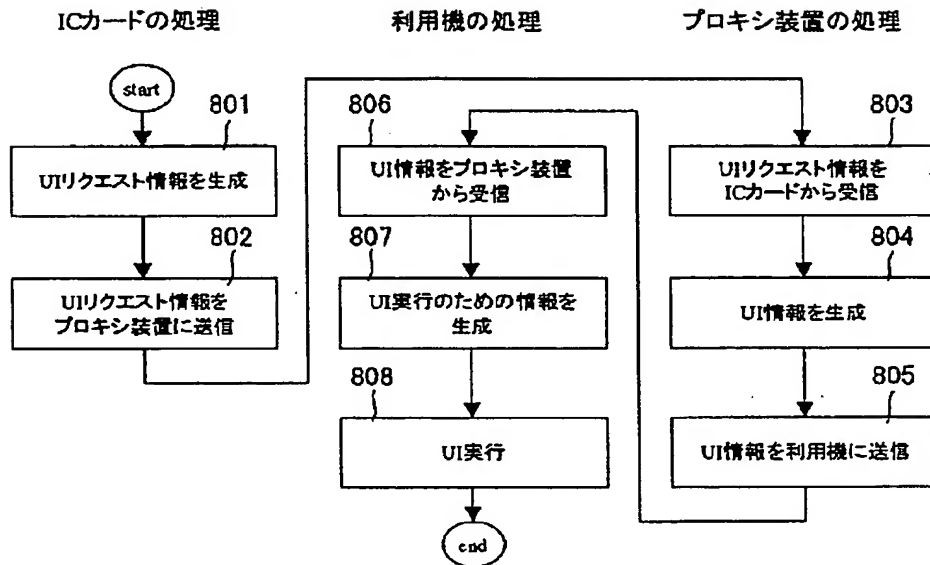 ICカードの処理
利用機の処理
プロキシ装置の処理
start
801
UIリクエスト情報を生成
802
UIリクエスト情報を
プロキシ装置に送信
806
UI情報をプロキシ装置
から受信
807
UI実行のための情報を
生成
808
UI実行
end
803
UIリクエスト情報を
ICカードから受信
804
UI情報を生成
805
UI情報を利用機に送信